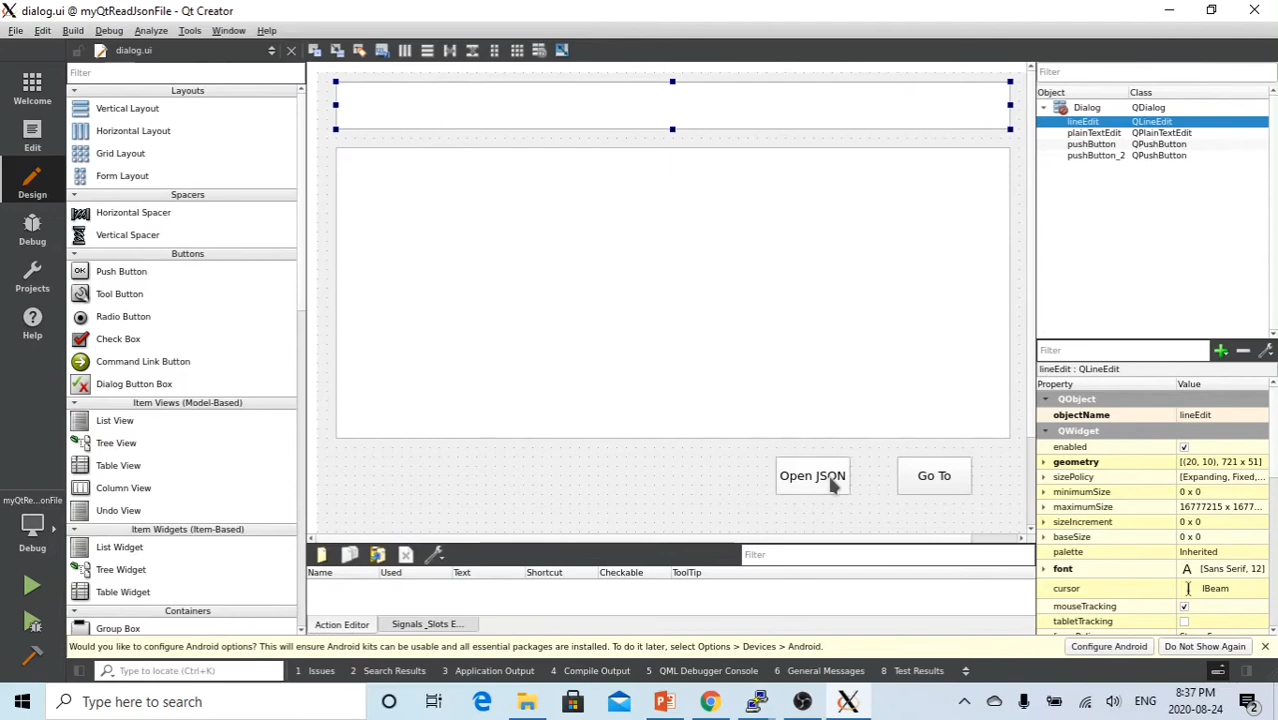 dialog.ui @ myQtReadJsonFile - Qt Creator
File Edit Build Debug Analyze Tools Window Help
dialog.ui
Welcome
Edit
Design
Debug
Projects
Help
myQt...onFile
Debug
Filter
Layouts
Vertical Layout
Horizontal Layout
Grid Layout
Form Layout
Spacers
Horizontal Spacer
Vertical Spacer
Buttons
OK Push Button
Tool Button
Radio Button
Check Box
Command Link Button
Dialog Button Box
Item Views (Model-Based)
List View
Tree View
Table View
Column View
Undo View
Item Widgets (Item-Based)
List Widget
Tree Widget
Table Widget
Containers
Group Box
Open JSON
Go To
Filter
Name Used Text Shortcut Checkable ToolTip
Action Editor Signals _Slots E...
Filter
Object Class
Dialog QDialog
lineEdit QLineEdit
plainTextEdit QPlainTextEdit
pushButton QPushButton
pushButton_2 QPushButton
Filter
lineEdit : QLineEdit
Property Value
QObject
objectName lineEdit
QWidget
enabled
geometry [(20, 10), 721 x 51]
sizePolicy [Expanding, Fixed,...
minimumSize 0 x 0
maximumSize 16777215 x 1677...
sizeIncrement 0 x 0
baseSize 0 x 0
palette Inherited
font A [Sans Serif, 12]
cursor IBeam
mouseTracking
tabletTracking
Would you like to configure Android options? This will ensure Android kits can be usable and all essential packages are installed. To do it later, select Options > Devices > Android.
Configure Android Do Not Show Again
Type to locate (Ctrl+K)
1 Issues 2 Search Results 3 Application Output 4 Compile Output 5 QML Debugger Console 6 General Messages 8 Test Results
Type here to search
ENG
8:37 PM
2020-08-24
2